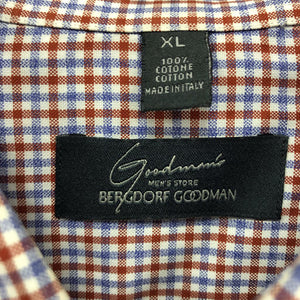 XL
100%
COTONE
COTTON
MADE IN ITALY
Goodman's
MEN'S STORE
BERGDORF GOODMAN